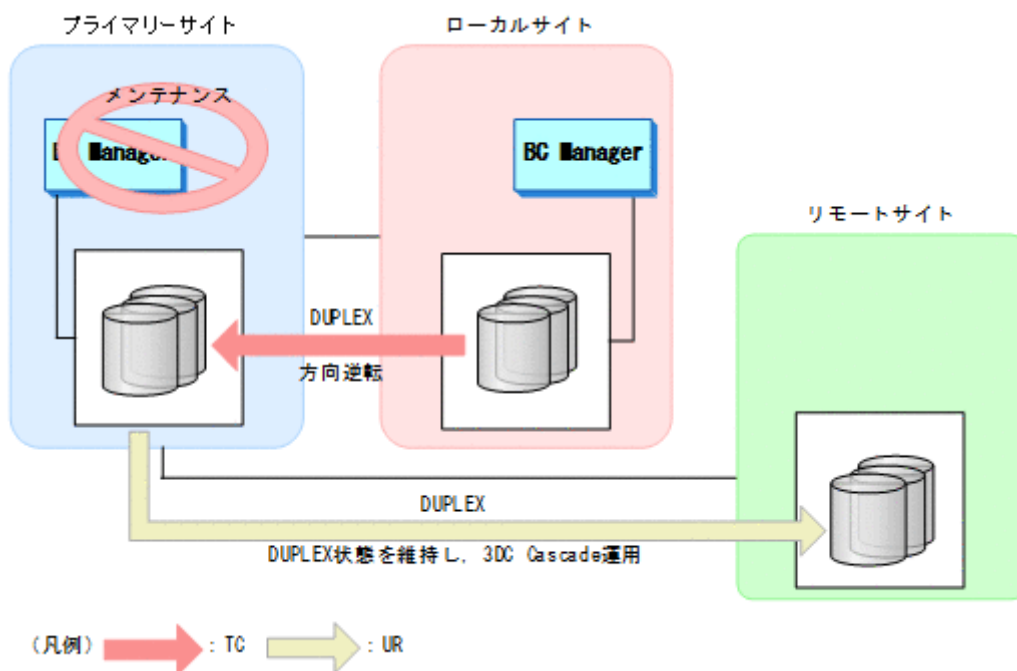 プライマリーサイト
ローカルサイト
メンテナンス
Manager
BC Manager
リモートサイト
DUPLEX
方向逆転
DUPLEX
DUPLEX状態を維持し，3DC Cascade運用
（凡例） ：TC ：UR